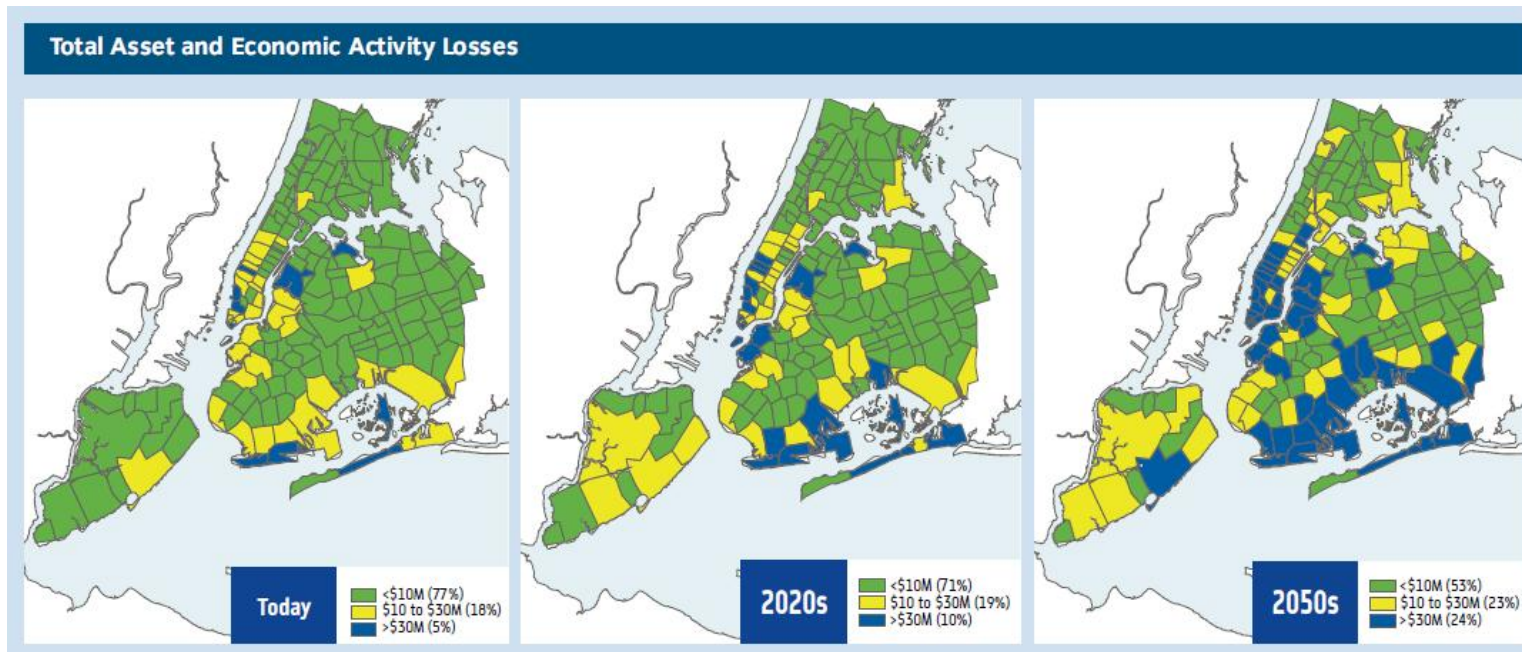 Total Asset and Economic Activity Losses
Today
<$10M (77%)
$10 to $30M (18%)
>$30M (5%)
2020s
<$10M (71%)
$10 to $30M (19%)
>$30M (10%)
2050s
<$10M (53%)
$10 to $30M (23%)
>$30M (24%)